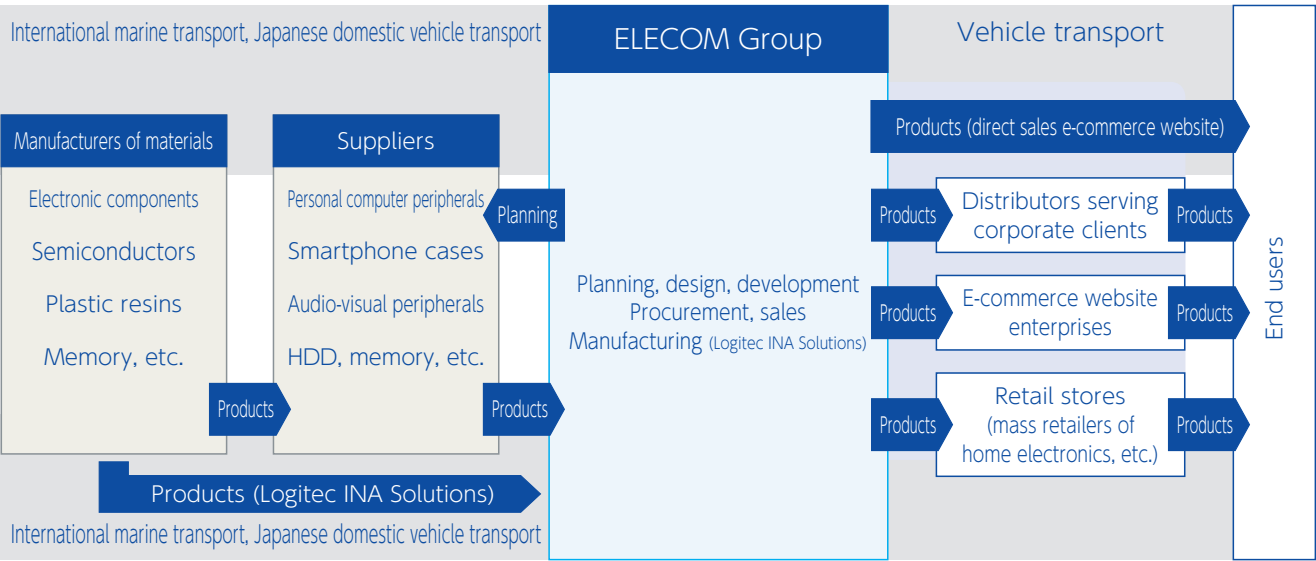 International marine transport, Japanese domestic vehicle transport
ELECOM Group
Vehicle transport
Manufacturers of materials
Electronic components
Semiconductors
Plastic resins
Memory, etc.
Products
Suppliers
Personal computer peripherals
Smartphone cases
Audio-visual peripherals
HDD, memory, etc.
Planning
Products
Products (Logitec INA Solutions)
International marine transport, Japanese domestic vehicle transport
Planning, design, development
Procurement, sales
Manufacturing (Logitec INA Solutions)
Products (direct sales e-commerce website)
Products
Distributors serving
corporate clients
Products
Products
E-commerce website
enterprises
Products
Products
Retail stores
(mass retailers of
home electronics, etc.)
Products
End users